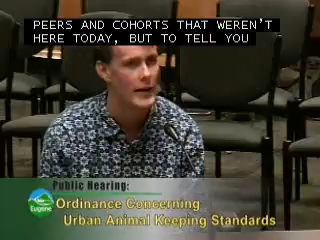 PEERS AND COHORTS THAT WEREN'T
HERE TODAY, BUT TO TELL YOU
Public Hearing:
Ordinance Concerning
Urban Animal Keeping Standards
Eugene